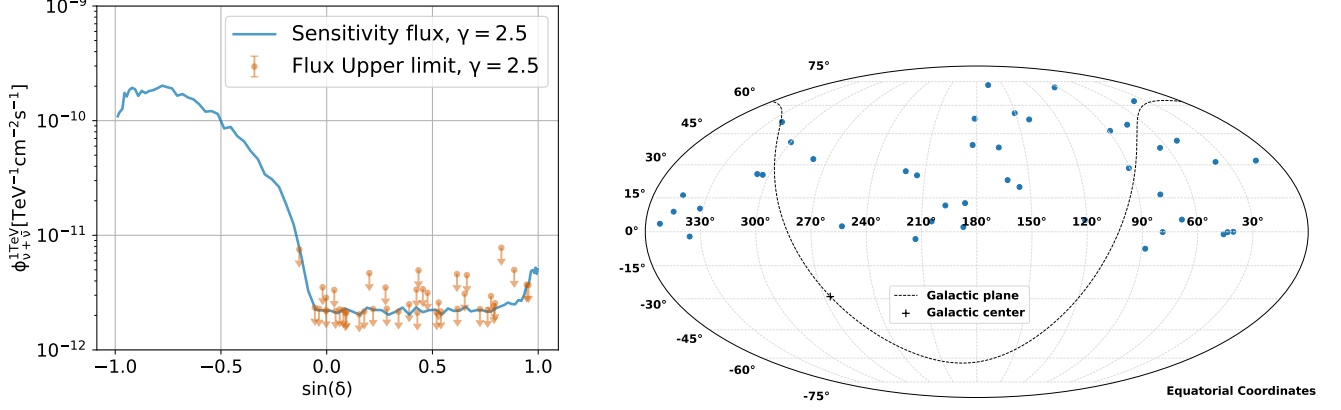 10⁻⁹
10⁻¹⁰
10⁻¹¹
10⁻¹²
ϕ^{1TeV}_{ν+ν̄}[TeV⁻¹cm⁻²s⁻¹]
Sensitivity flux, γ = 2.5
Flux Upper limit, γ = 2.5
−1.0 −0.5 0.0 0.5 1.0
sin(δ)
75°
60°
45°
30°
15°
0°
-15°
-30°
-45°
-60°
-75°
330° 300° 270° 240° 210° 180° 150° 120° 90° 60° 30°
Galactic plane
Galactic center
Equatorial Coordinates